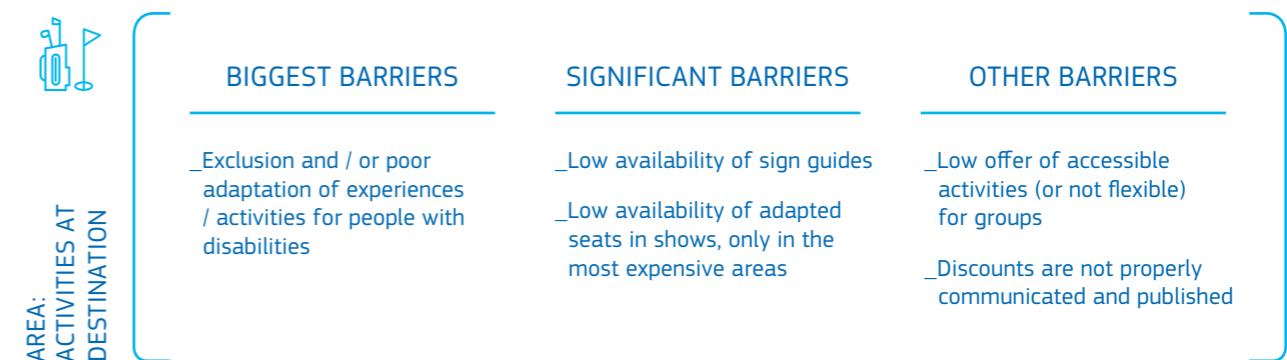 AREA:
ACTIVITIES AT
DESTINATION
BIGGEST BARRIERS
_Exclusion and / or poor
adaptation of experiences
/ activities for people with
disabilities
SIGNIFICANT BARRIERS
_Low availability of sign guides
_Low availability of adapted
seats in shows, only in the
most expensive areas
OTHER BARRIERS
_Low offer of accessible
activities (or not flexible)
for groups
_Discounts are not properly
communicated and published